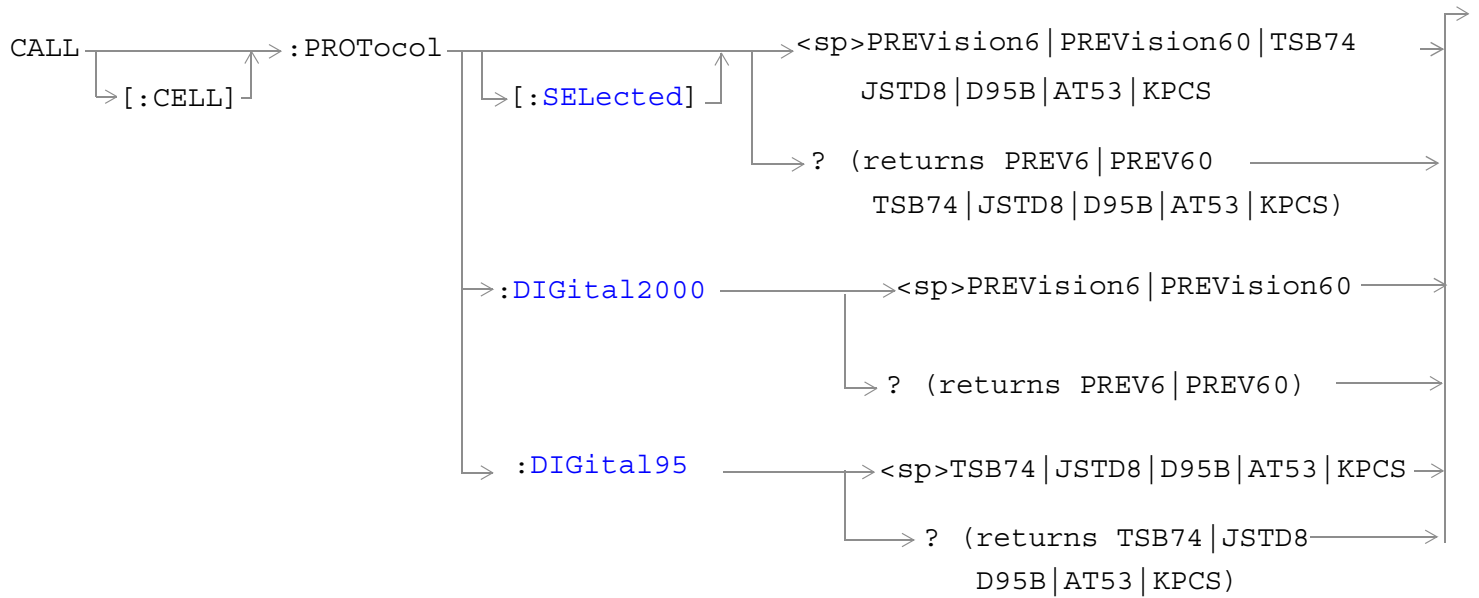 CALL :PROTocol <sp>PREVision6|PREVision60|TSB74
[:CELL] [:SELected] JSTD8|D95B|AT53|KPCS
? (returns PREV6|PREV60
TSB74|JSTD8|D95B|AT53|KPCS)
:DIGital2000 <sp>PREVision6|PREVision60
? (returns PREV6|PREV60)
:DIGital95 <sp>TSB74|JSTD8|D95B|AT53|KPCS
? (returns TSB74|JSTD8
D95B|AT53|KPCS)